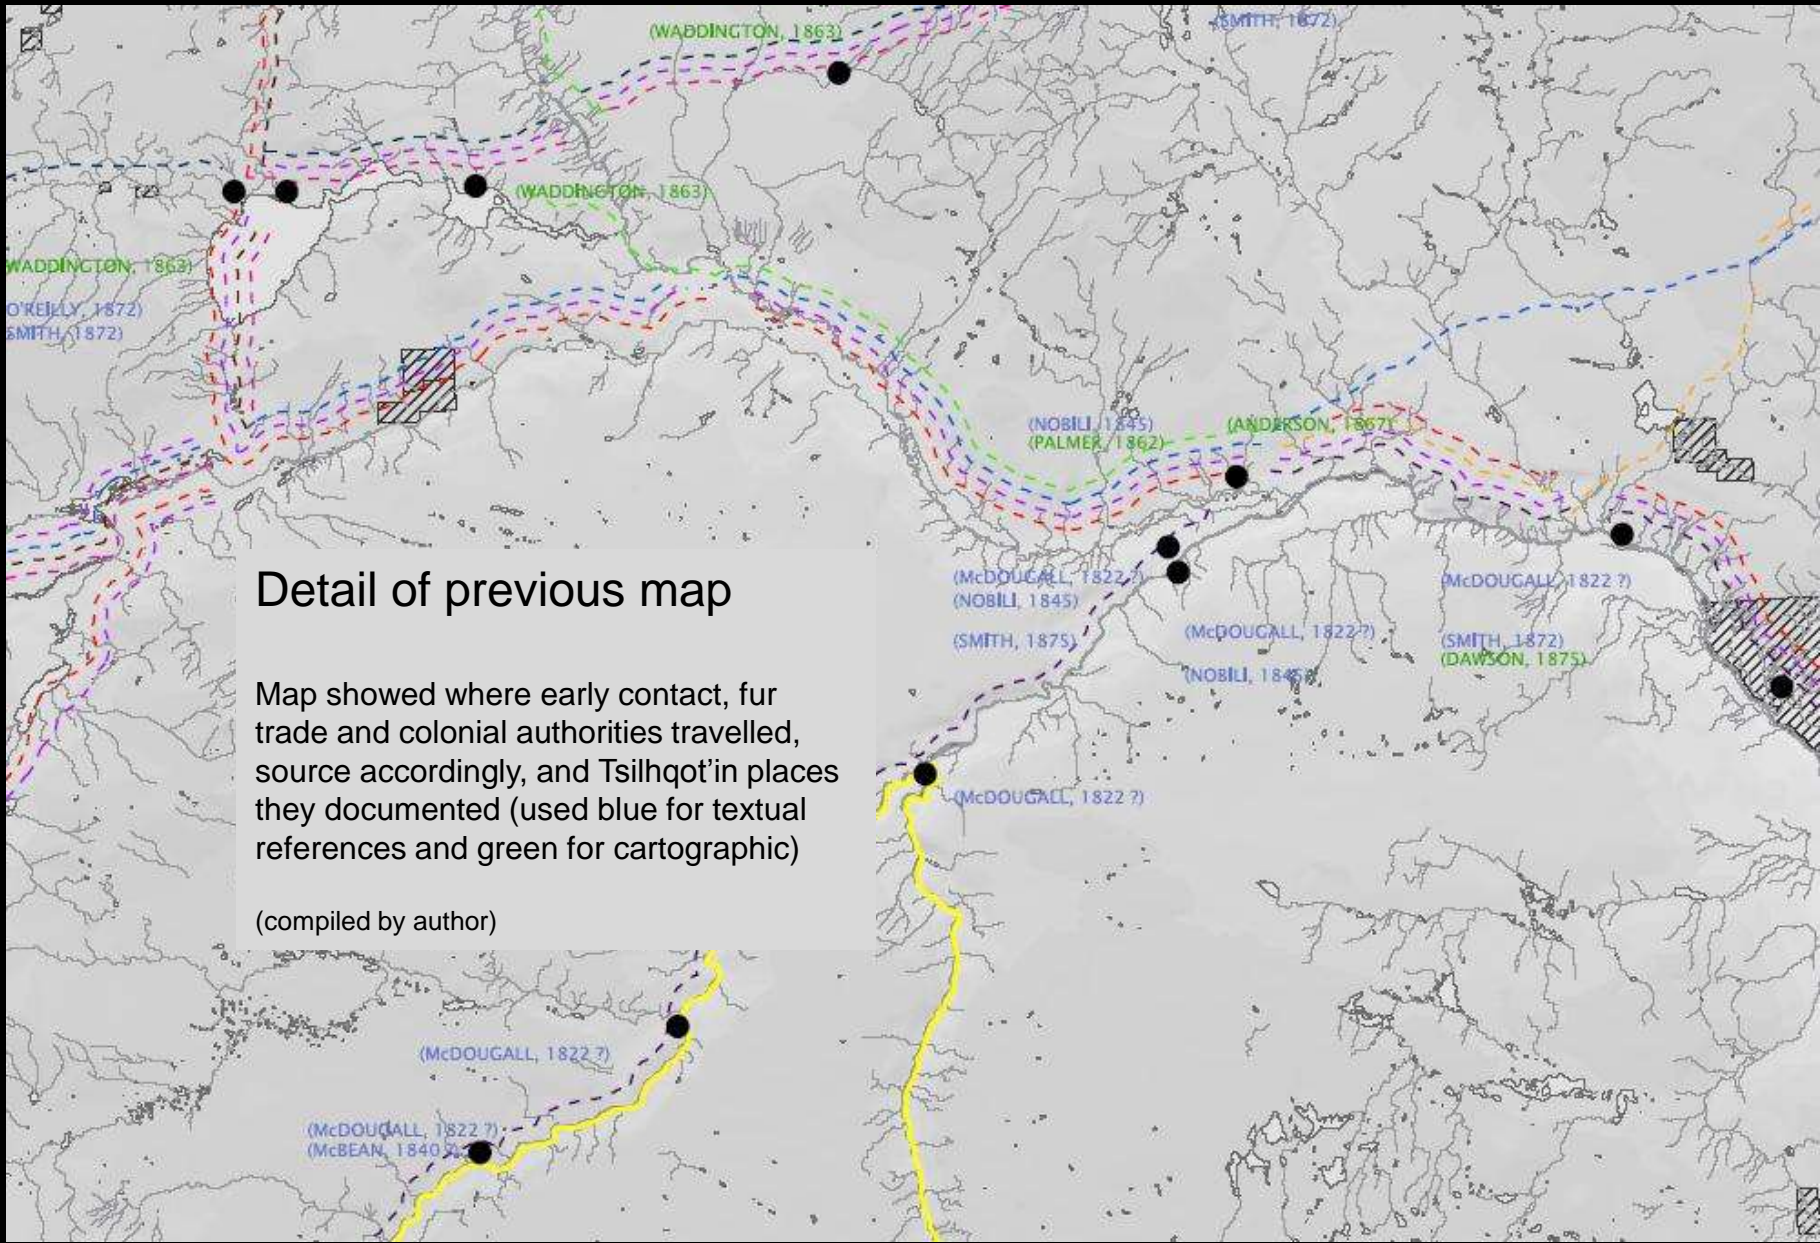 (WADDINGTON, 1863)
(SMITH, 1872)
(WADDINGTON, 1863)
WADDINGTON, 1863)
O'REILLY, 1872)
SMITH, 1872)
(NOBILI, 1845)
(PALMER, 1862)
(ANDERSON, 1867)
Detail of previous map
Map showed where early contact, fur
trade and colonial authorities travelled,
source accordingly, and Tsilhqot'in places
they documented (used blue for textual
references and green for cartographic)
(compiled by author)
(McDOUGALL, 1822 ?)
(NOBILI, 1845)
(SMITH, 1875)
(McDOUGALL, 1822 ?)
(NOBILI, 1845)
(McDOUGALL, 1822 ?)
(SMITH, 1872)
(DAWSON, 1875)
(McDOUGALL, 1822 ?)
(McDOUGALL, 1822 ?)
(McDOUGALL, 1822 ?)
(McBEAN, 1840 ?)